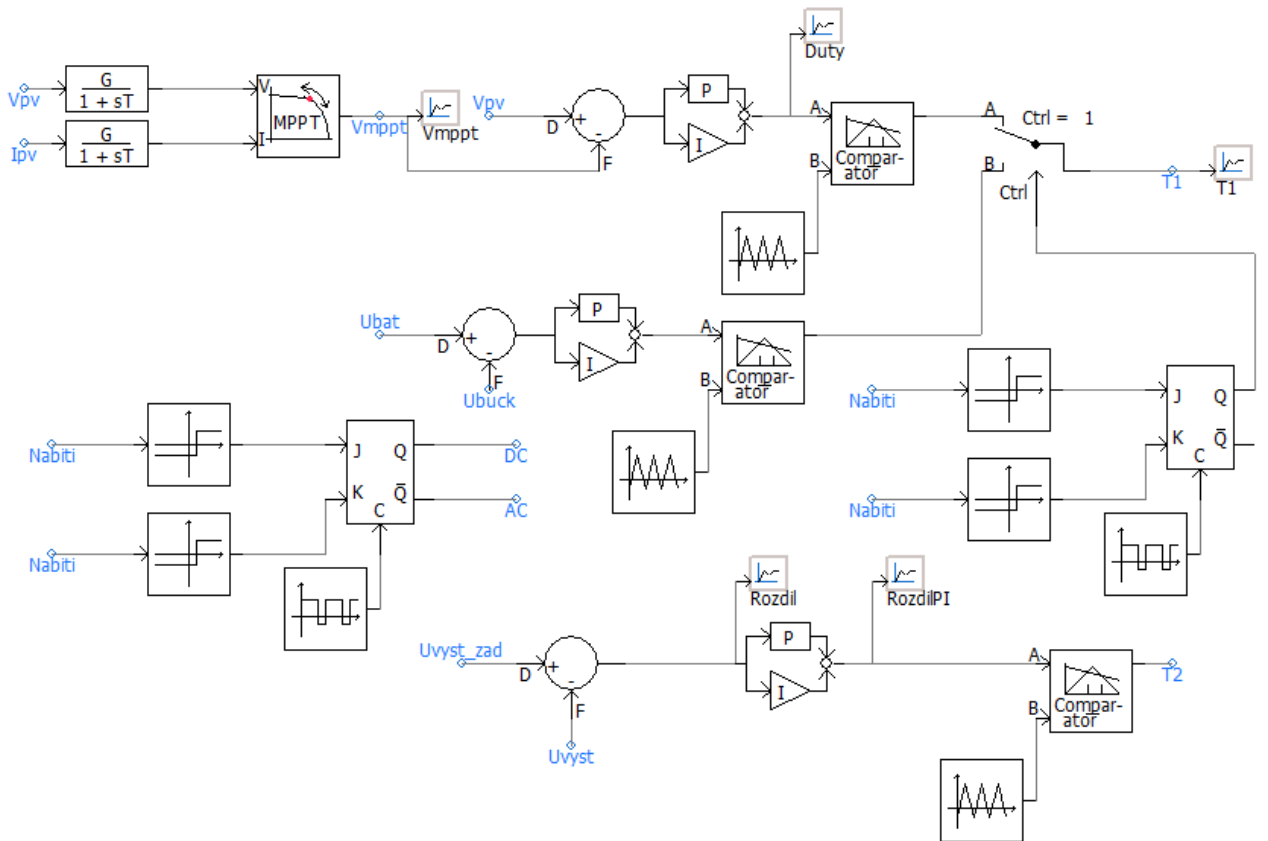 Duty
Vpv
G
1 + sT
V
MPPT
I
Vmppt
Vmppt
Vpv
D
+
-
F
P
I
A
B
Compar-
ator
A
Ctrl = 1
B
Ctrl
T1
T1
Ipv
G
1 + sT
Ubat
D
+
-
F
Ubuck
P
I
A
B
Compar-
ator
Nabiti
Nabiti
J
Q
K
Q̅
C
Nabiti
Nabiti
J
Q
K
Q̅
C
DC
AC
Rozdil
RozdilPI
Uvyst_zad
D
+
-
F
Uvyst
P
I
A
B
Compar-
ator
T2